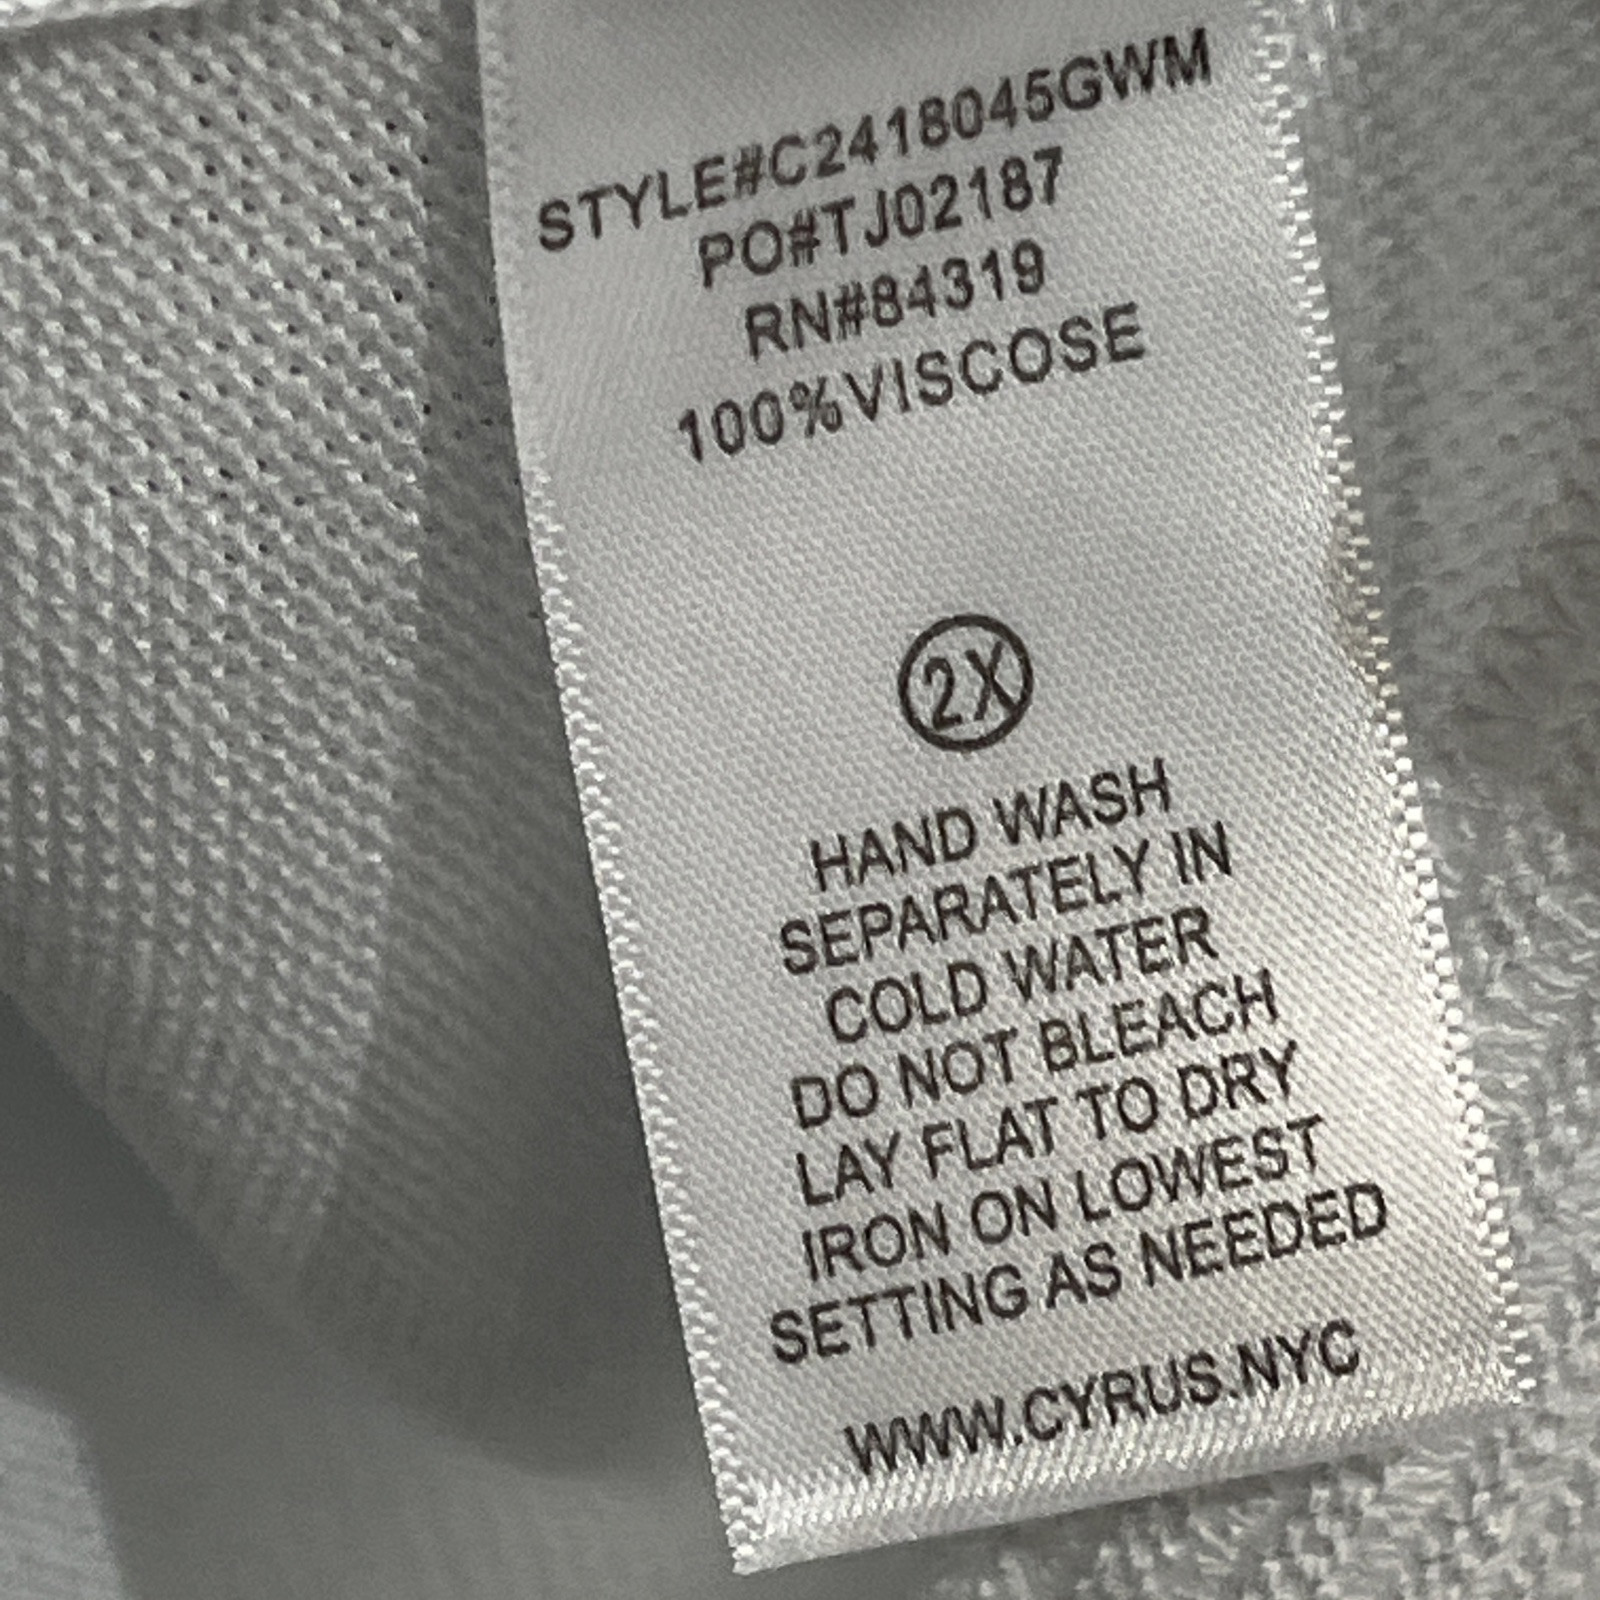 STYLE#C2418045GWM
PO#TJ02187
RN#84319
100%VISCOSE
2X
HAND WASH
SEPARATELY IN
COLD WATER
DO NOT BLEACH
LAY FLAT TO DRY
IRON ON LOWEST
SETTING AS NEEDED
WWW.CYRUS.NYC